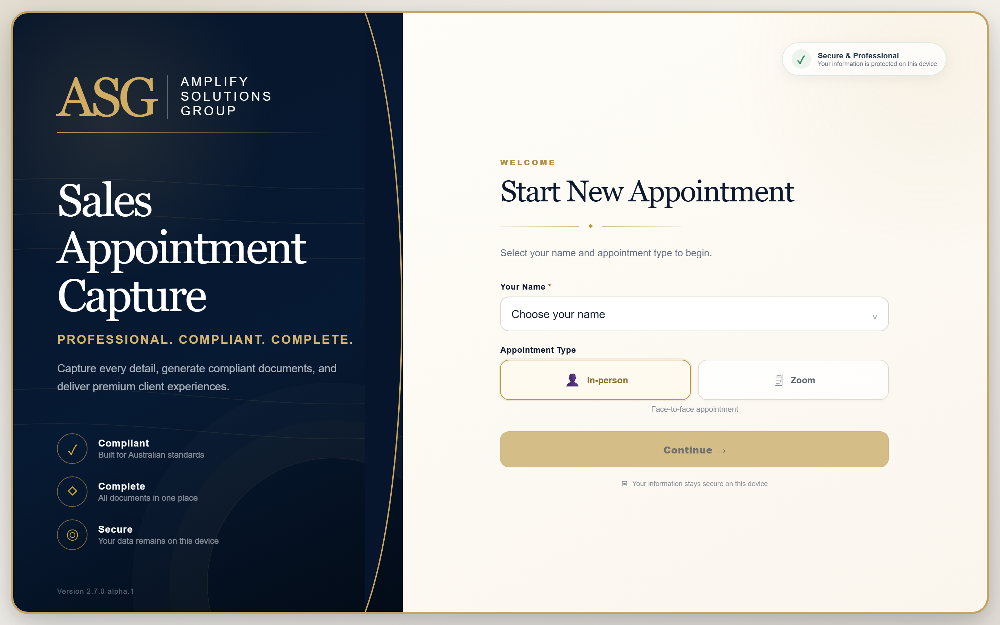 ASG
AMPLIFY
SOLUTIONS
GROUP
Sales
Appointment
Capture
PROFESSIONAL. COMPLIANT. COMPLETE.
Capture every detail, generate compliant documents, and
deliver premium client experiences.
Compliant
Built for Australian standards
Complete
All documents in one place
Secure
Your data remains on this device
Version 2.7.0-alpha.1
Secure & Professional
Your information is protected on this device
WELCOME
Start New Appointment
Select your name and appointment type to begin.
Your Name *
Choose your name
Appointment Type
In-person
Zoom
Face-to-face appointment
Continue →
Your information stays secure on this device